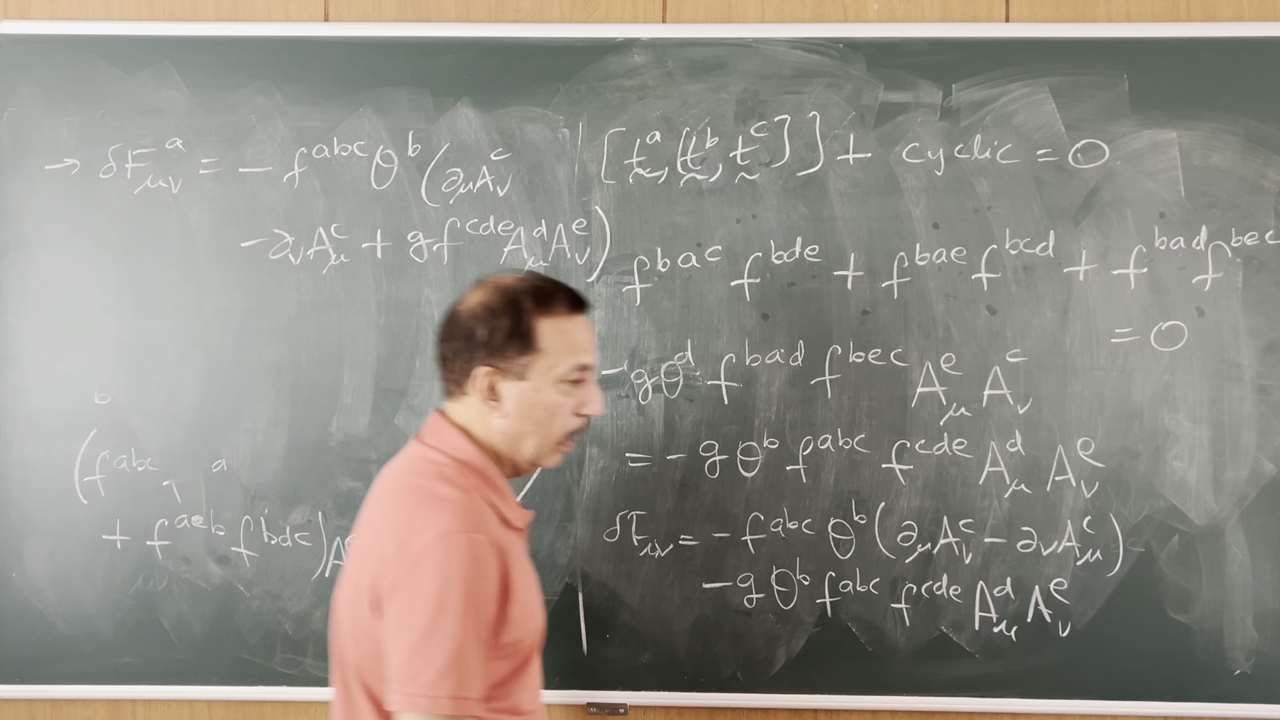 → δF^a_μν = - f^abc θ^b (∂_μ A^c_ν
- ∂_ν A^c_μ + g f^cde A^d_μ A^e_ν)
b
(f^abc T a
+ f^aeb f^bdc) A
[t^a, [t^b, t^c]] + cyclic = 0
f^bac f^bde + f^bae f^bcd + f^bad f^bec
= 0
- g θ^d f^bad f^bec A^e_μ A^c_ν
= - g θ^b f^abc f^cde A^d_μ A^e_ν
δF_μν = - f^abc θ^b (∂_μ A^c_ν - ∂_ν A^c_μ)
- g θ^b f^abc f^cde A^d_μ A^e_ν